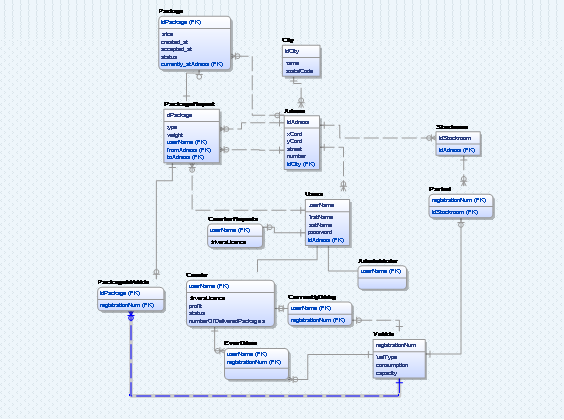 Package
idPackage (FK)
price
created_at
accepted_at
status
currently_atAdress (FK)
City
idCity
name
postalCode
PackageRequest
idPackage
type
weight
userName (FK)
fromAdress (FK)
toAdress (FK)
Adress
idAdress
xCord
yCord
street
number
idCity (FK)
Stockroom
idStockroom
idAdress (FK)
Parked
registrationNum (FK)
idStockroom (FK)
Users
userName
firstName
lastName
password
idAdress (FK)
CourierRequests
userName (FK)
driversLicence
userName (FK)
PackageInVehicle
idPackage (FK)
registrationNum (FK)
Courier
userName (FK)
driversLicence
profit
status
numberOfDeliveredPackages
CurrentlyDriving
userName (FK)
registrationNum (FK)
EverDriven
userName (FK)
registrationNum (FK)
Vehicle
registrationNum
fuelType
consumption
capacity